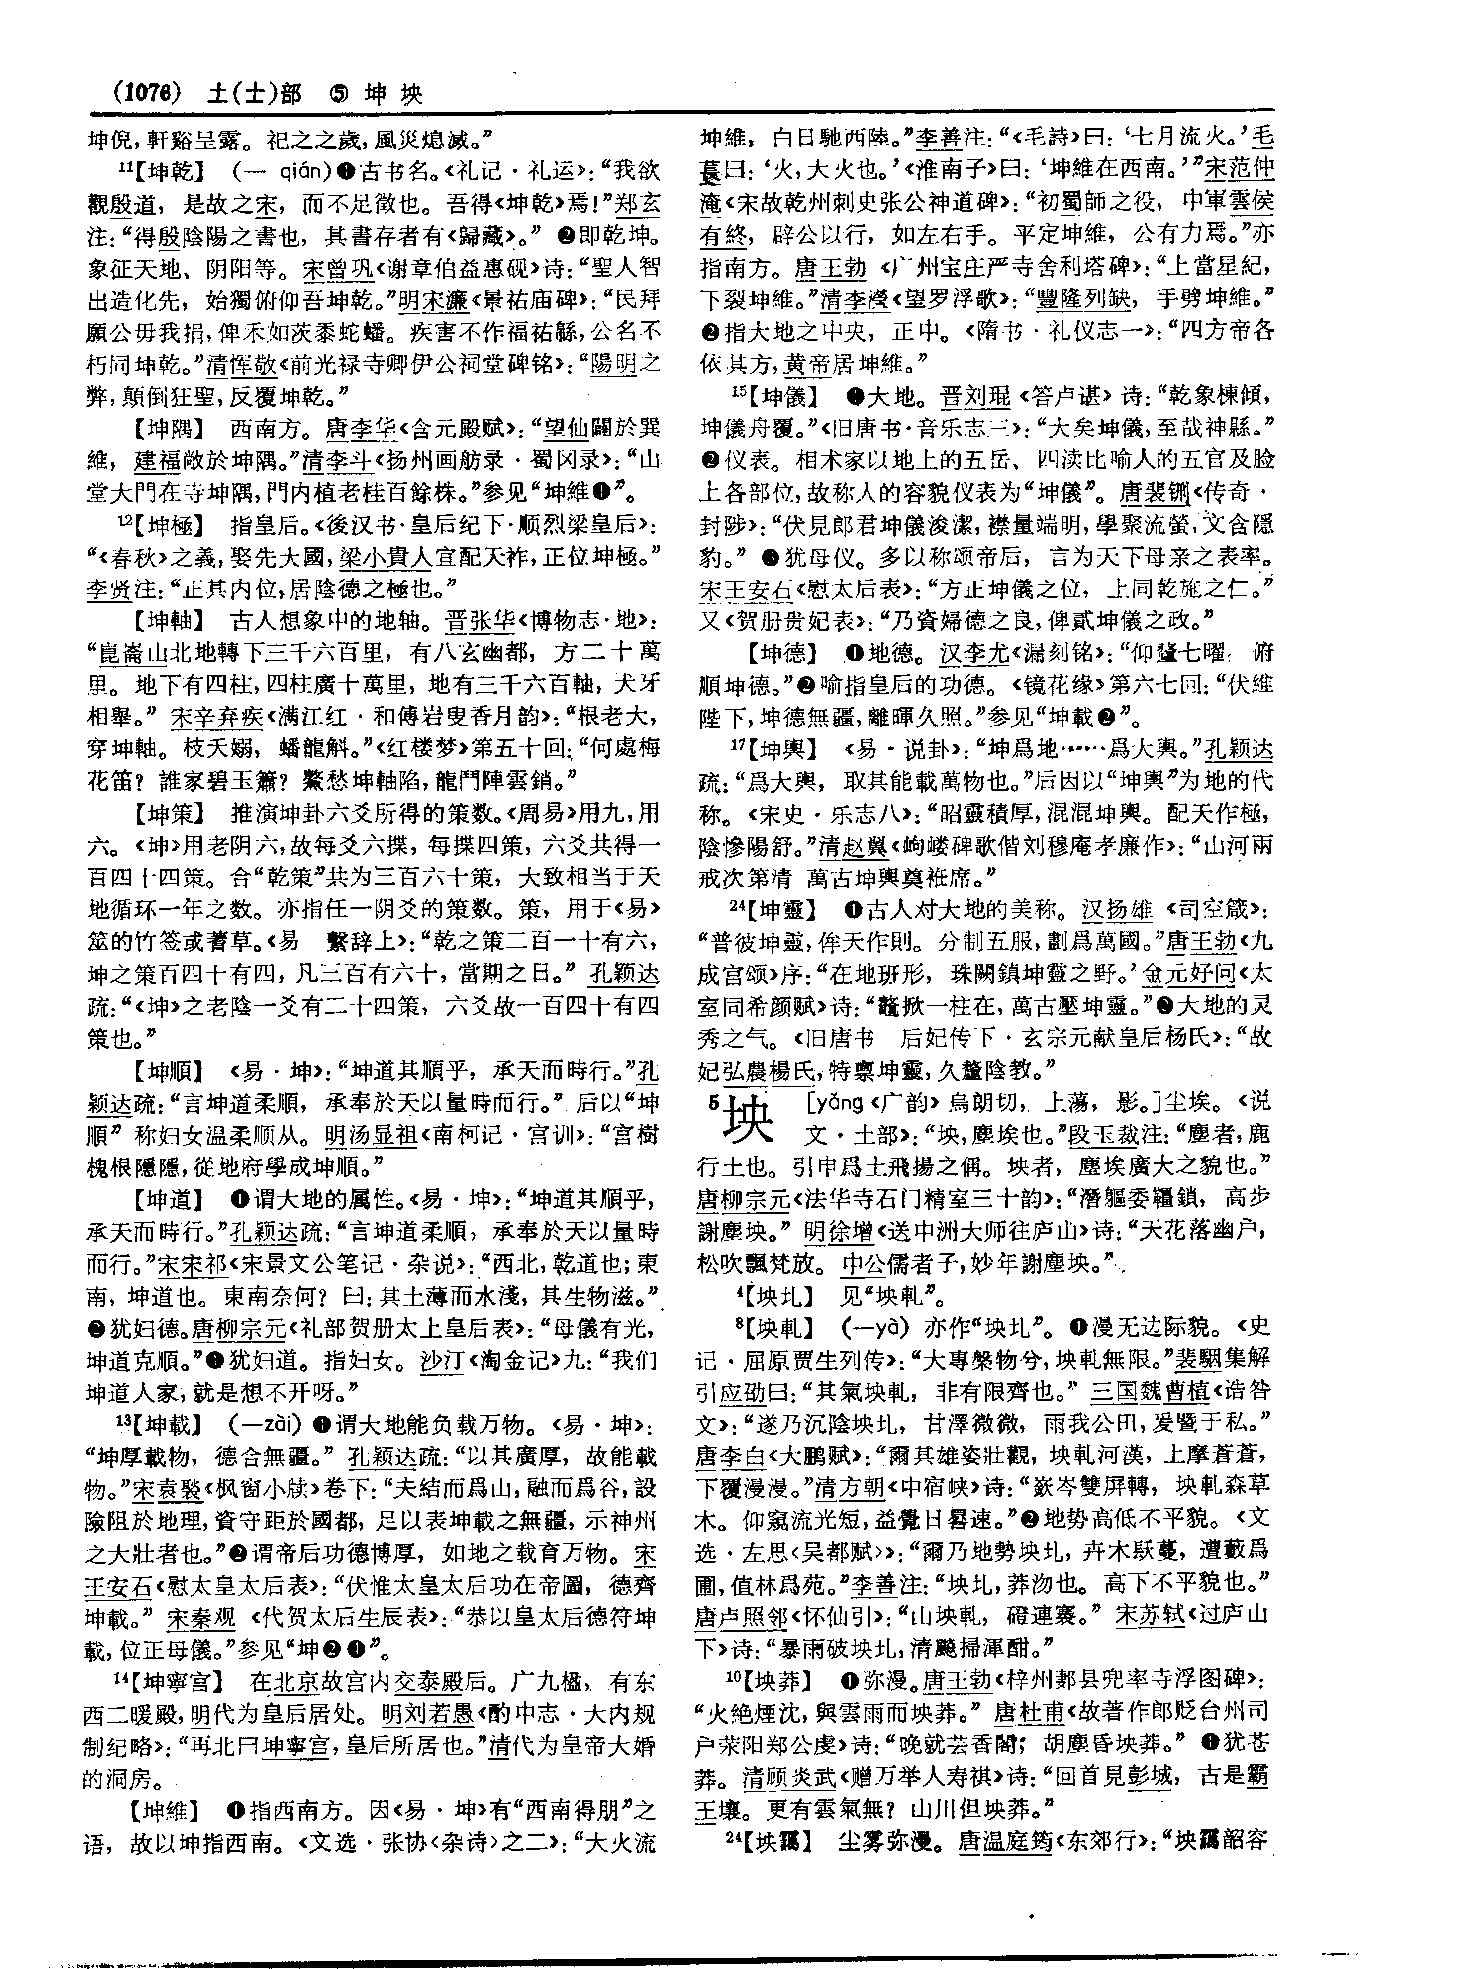 (1076) 土(士)部 ⑤ 坤 坱
坤倪，軒谿呈露。祀之之歲，風災熄滅。”
11【坤乾】 (一 qián)❶古书名。《礼记·礼运》：“我欲
觀殷道，是故之宋，而不足徵也。吾得《坤乾》焉！”郑玄
注：“得殷陰陽之書也，其書存者有《歸藏》。” ❷即乾坤。
象征天地、阴阳等。宋曾巩《谢章伯益惠砚》诗：“聖人智
出造化先，始獨俯仰吾坤乾。”明宋濂《景祐庙碑》：“民拜
願公毋我捐，俾禾如茨黍蛇蟠。疾害不作福祐緜，公名不
朽同坤乾。”清恽敬《前光禄寺卿伊公祠堂碑铭》：“陽明之
弊，顛倒狂聖，反覆坤乾。”
【坤隅】 西南方。唐李华《含元殿赋》：“望仙闢於巽
維，建福敞於坤隅。”清李斗《扬州画舫录·蜀冈录》：“山
堂大門在寺坤隅，門内植老桂百餘株。”参见“坤維❶”。
12【坤極】 指皇后。《後汉书·皇后纪下·顺烈梁皇后》：
“《春秋》之義，娶先大國，梁小貴人宜配天祚，正位坤極。”
李贤注：“正其内位，居陰德之極也。”
【坤軸】 古人想象中的地轴。晋张华《博物志·地》：
“崑崙山北地轉下三千六百里，有八玄幽都，方二十萬
里。地下有四柱，四柱廣十萬里，地有三千六百軸，犬牙
相舉。” 宋辛弃疾《满江红·和傅岩叟香月韵》：“根老大，
穿坤軸。枝夭嫋，蟠龍斛。”《红楼梦》第五十回：“何處梅
花笛？誰家碧玉簫？鰲愁坤軸陷，龍鬥陣雲銷。”
【坤策】 推演坤卦六爻所得的策数。《周易》用九，用
六。《坤》用老阴六，故每爻六揲，每揲四策，六爻共得一
百四十四策。合“乾策”共为三百六十策，大致相当于天
地循环一年之数。亦指任一阴爻的策数。策，用于《易》
筮的竹签或蓍草。《易 繫辞上》：“乾之策二百一十有六，
坤之策百四十有四，凡三百有六十，當期之日。” 孔颖达
疏：“《坤》之老陰一爻有二十四策，六爻故一百四十有四
策也。”
【坤順】 《易·坤》：“坤道其順乎，承天而時行。”孔
颖达疏：“言坤道柔順，承奉於天以量時而行。” 后以“坤
順” 称妇女温柔顺从。明汤显祖《南柯记·宫训》：“宫樹
槐根隱隱，從地府學成坤順。”
【坤道】 ❶谓大地的属性。《易·坤》：“坤道其順乎，
承天而時行。”孔颖达疏：“言坤道柔順，承奉於天以量時
而行。”宋宋祁《宋景文公笔记·杂说》：“西北，乾道也；東
南，坤道也。東南奈何？曰：其土薄而水淺，其生物滋。”
❷犹妇德。唐柳宗元《礼部贺册太上皇后表》：“母儀有光，
坤道克順。”❸犹妇道。指妇女。沙汀《淘金记》九：“我们
坤道人家，就是想不开呀。”
13【坤載】 (一zài) ❶谓大地能负载万物。《易·坤》：
“坤厚載物，德合無疆。” 孔颖达疏：“以其廣厚，故能載
物。”宋袁褧《枫窗小牍》卷下：“夫結而爲山，融而爲谷，設
險阻於地理，資守距於國都，足以表坤載之無疆，示神州
之大壯者也。”❷谓帝后功德博厚，如地之载育万物。宋
王安石《慰太皇太后表》：“伏惟太皇太后功在帝圖，德齊
坤載。” 宋秦观 《代贺太后生辰表》：“恭以皇太后德符坤
載，位正母儀。”参见“坤❷❶”。
14【坤寧宫】 在北京故宫内交泰殿后。广九楹，有东
西二暖殿，明代为皇后居处。明刘若愚《酌中志·大内规
制纪略》：“再北曰坤寧宫，皇后所居也。”清代为皇帝大婚
的洞房。
【坤維】 ❶指西南方。因《易·坤》有“西南得朋”之
语，故以坤指西南。《文选·张协〈杂诗〉之二》：“大火流
坤維，白日馳西陸。”李善注：“《毛詩》曰：‘七月流火。’毛
萇曰：‘火，大火也。’《淮南子》曰：‘坤維在西南。’”宋范仲
淹《宋故乾州刺史张公神道碑》：“初蜀師之役，中軍雲侯
有終，辟公以行，如左右手。平定坤維，公有力焉。”亦
指南方。唐王勃 《广州宝庄严寺舍利塔碑》：“上當星紀，
下裂坤維。”清李瀅《望罗浮歌》：“豐隆列缺，手劈坤維。”
❷指大地之中央，正中。《隋书·礼仪志一》：“四方帝各
依其方，黄帝居坤維。”
15【坤儀】 ❶大地。晋刘琨《答卢谌》诗：“乾象棟傾，
坤儀舟覆。”《旧唐书·音乐志三》：“大矣坤儀，至哉神縣。”
❷仪表。相术家以地上的五岳、四渎比喻人的五官及脸
上各部位，故称人的容貌仪表为“坤儀”。唐裴铏《传奇·
封陟》：“伏見郎君坤儀浚潔，襟量端明，學聚流螢，文含隱
豹。” ❸犹母仪。多以称颂帝后，言为天下母亲之表率。
宋王安石《慰太后表》：“方正坤儀之位，上同乾施之仁。”
又《贺册贵妃表》：“乃資婦德之良，俾貳坤儀之政。”
【坤德】 ❶地德。汉李尤《漏刻铭》：“仰釐七曜，俯
順坤德。”❷喻指皇后的功德。《镜花缘》第六七回：“伏維
陛下，坤德無疆，離暉久照。”参见“坤載❷”。
17【坤輿】 《易·说卦》：“坤爲地……爲大輿。”孔颖达
疏：“爲大輿，取其能載萬物也。”后因以“坤輿”为地的代
称。《宋史·乐志八》：“昭靈積厚，混混坤輿。配天作極，
陰慘陽舒。”清赵翼《岣嵝碑歌偕刘穆庵孝廉作》：“山河兩
戒次第清 萬古坤輿奠袵席。”
24【坤靈】 ❶古人对大地的美称。汉扬雄 《司空箴》：
“普彼坤靈，侔天作則。分制五服，劃爲萬國。”唐王勃《九
成宫颂》序：“在地班形，珠闕鎮坤靈之野。’金元好问《太
室同希颜赋》诗：“鼇掀一柱在，萬古壓坤靈。”❷大地的灵
秀之气。《旧唐书 后妃传下·玄宗元献皇后杨氏》：“故
妃弘農楊氏，特禀坤靈，久釐陰教。”
5坱 [yǎng《广韵》烏朗切，上蕩，影。]尘埃。《说
文·土部》：“坱，塵埃也。”段玉裁注：“塵者，鹿
行土也。引申爲土飛揚之偁。坱者，塵埃廣大之貌也。”
唐柳宗元《法华寺石门精室三十韵》：“潛軀委韁鎖，高步
謝塵坱。” 明徐增《送中洲大师往庐山》诗：“天花落幽户，
松吹飄梵放。中公儒者子，妙年謝塵坱。”
4【坱圠】 见“坱軋”。
8【坱軋】 (一yà) 亦作“坱圠”。❶漫无边际貌。《史
记·屈原贾生列传》：“大專槃物兮，坱軋無限。”裴駰集解
引应劭曰：“其氣坱軋，非有限齊也。” 三国魏曹植《诰咎
文》：“遂乃沉陰坱圠，甘澤微微，雨我公田，爰暨于私。”
唐李白《大鹏赋》：“爾其雄姿壯觀，坱軋河漢，上摩蒼蒼，
下覆漫漫。”清方朝《中宿峡》诗：“嶔岑雙屏轉，坱軋森草
木。仰窺流光短，益覺日晷速。”❷地势高低不平貌。《文
选·左思〈吴都赋〉》：“爾乃地勢坱圠，卉木镺蔓，遭藪爲
圃，值林爲苑。”李善注：“坱圠，莽沕也。高下不平貌也。”
唐卢照邻《怀仙引》：“山坱軋，磴連褰。” 宋苏轼《过庐山
下》诗：“暴雨破坱圠，清飈掃渾酣。”
10【坱莽】 ❶弥漫。唐王勃《梓州郪县兜率寺浮图碑》：
“火絶煙沈，與雲雨而坱莽。” 唐杜甫《故著作郎贬台州司
户荥阳郑公虔》诗：“晚就芸香閣，胡塵昏坱莽。” ❷犹苍
莽。清顾炎武《赠万举人寿祺》诗：“回首見彭城，古是霸
王壤。更有雲氣無？山川但坱莽。”
24【坱靄】 尘雾弥漫。唐温庭筠《东郊行》：“坱靄韶容